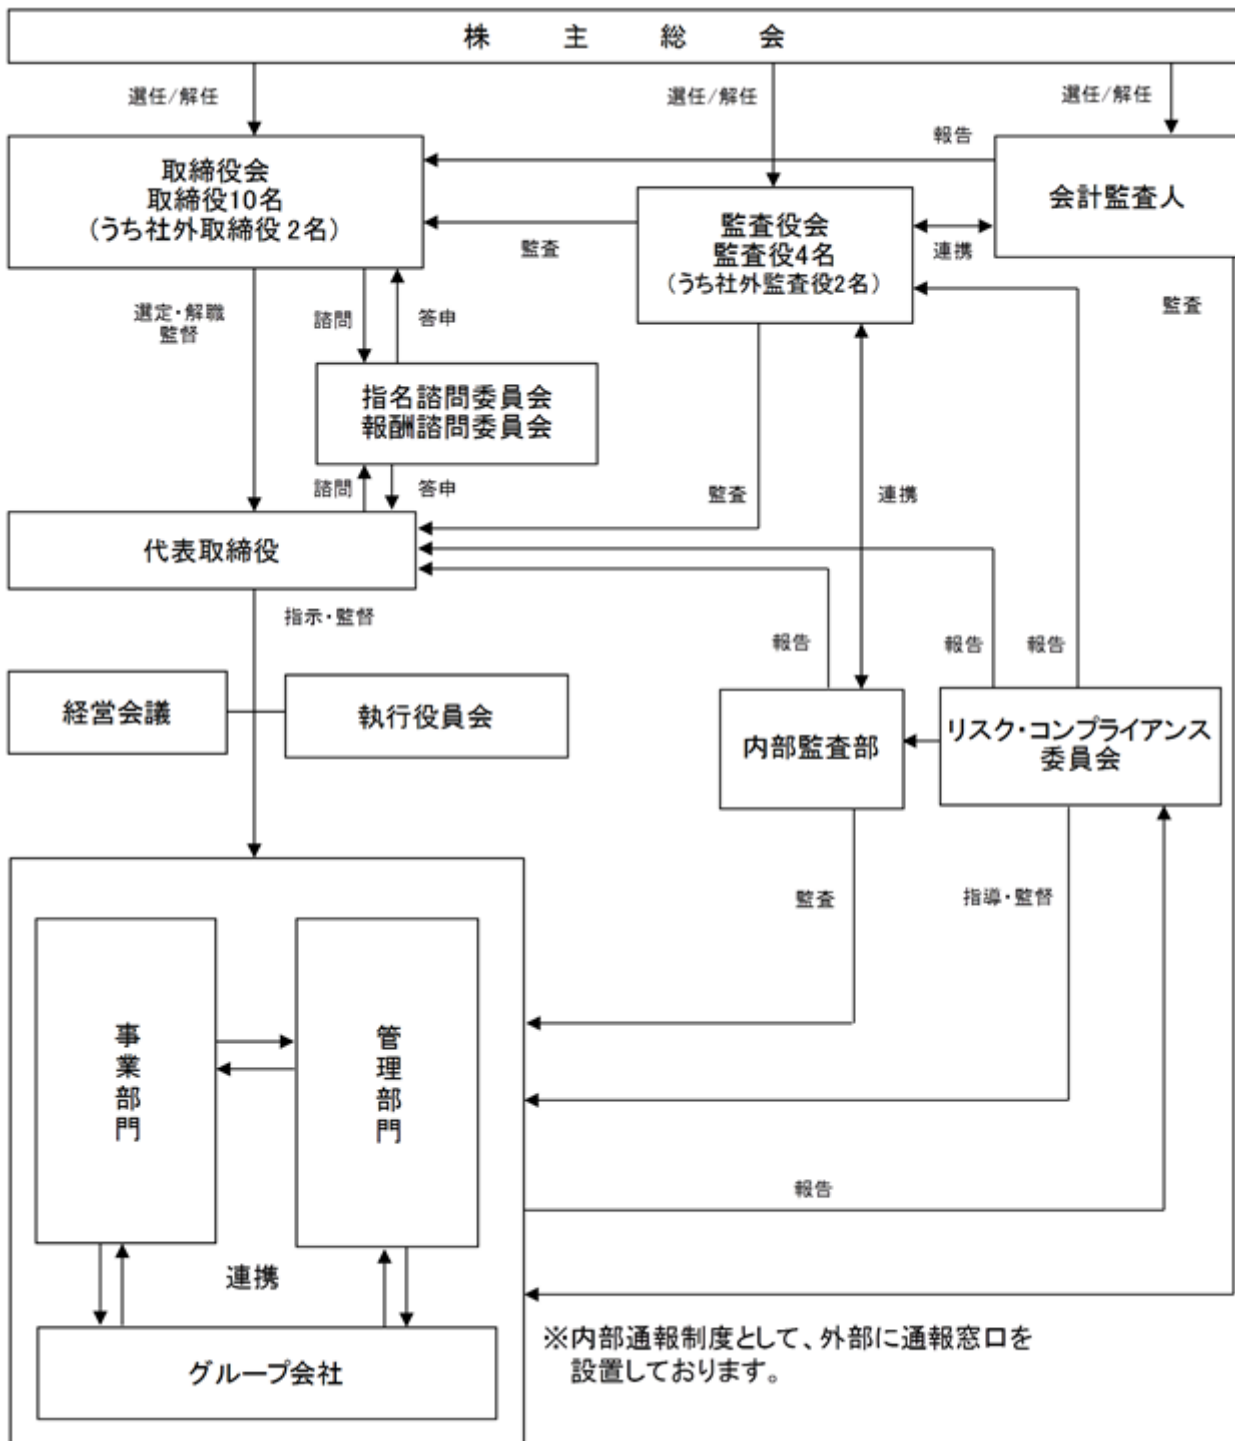 株主総会
選任/解任
選任/解任
選任/解任
報告
取締役会
取締役10名
(うち社外取締役2名)
監査
監査役会
監査役4名
(うち社外監査役2名)
連携
会計監査人
監査
選定・解職
監督
諮問
答申
指名諮問委員会
報酬諮問委員会
諮問
答申
監査
連携
代表取締役
指示・監督
報告
報告
報告
経営会議
執行役員会
内部監査部
リスク・コンプライアンス
委員会
監査
指導・監督
事業部門
管理部門
報告
連携
グループ会社
※内部通報制度として、外部に通報窓口を
設置しております。